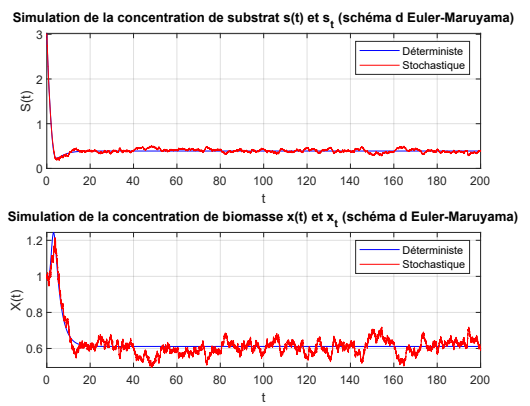 Simulation de la concentration de substrat s(t) et s_t (schéma d Euler-Maruyama)
3
2
1
0
S(t)
Déterministe
Stochastique
0 20 40 60 80 100 120 140 160 180 200
t
Simulation de la concentration de biomasse x(t) et x_t (schéma d Euler-Maruyama)
1.2
1
0.8
0.6
X(t)
Déterministe
Stochastique
0 20 40 60 80 100 120 140 160 180 200
t